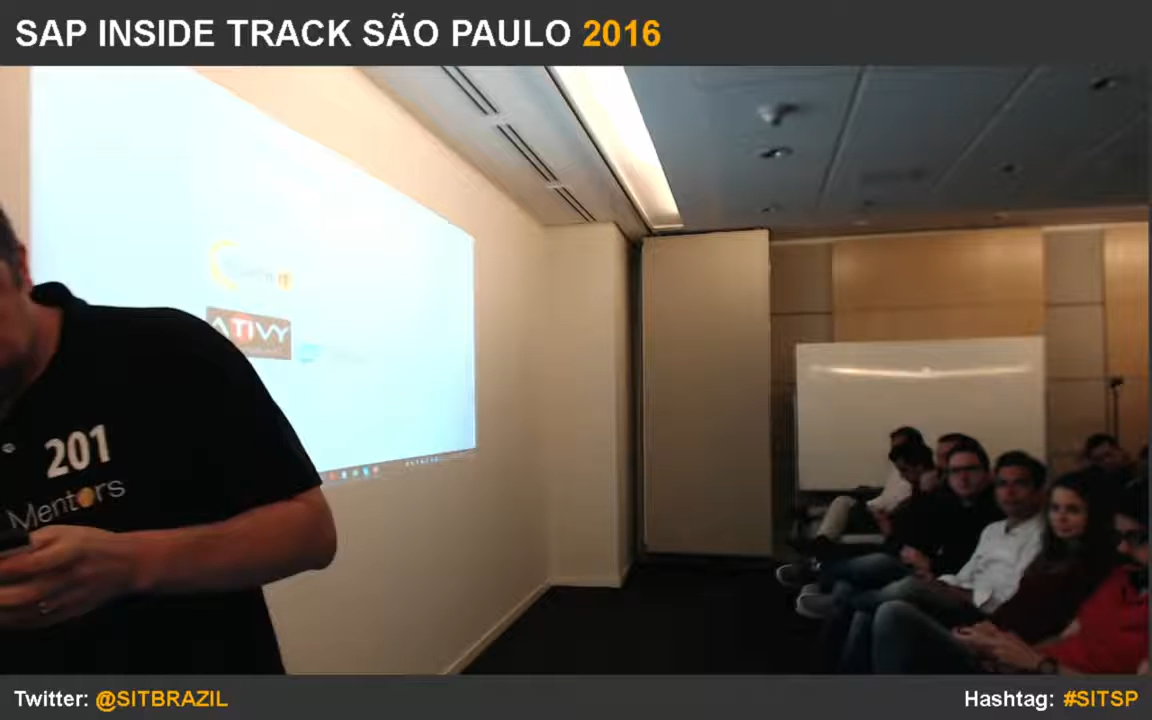 SAP INSIDE TRACK SÃO PAULO 2016
ATIVY
201
Mentors
Twitter: @SITBRAZIL
Hashtag: #SITSP